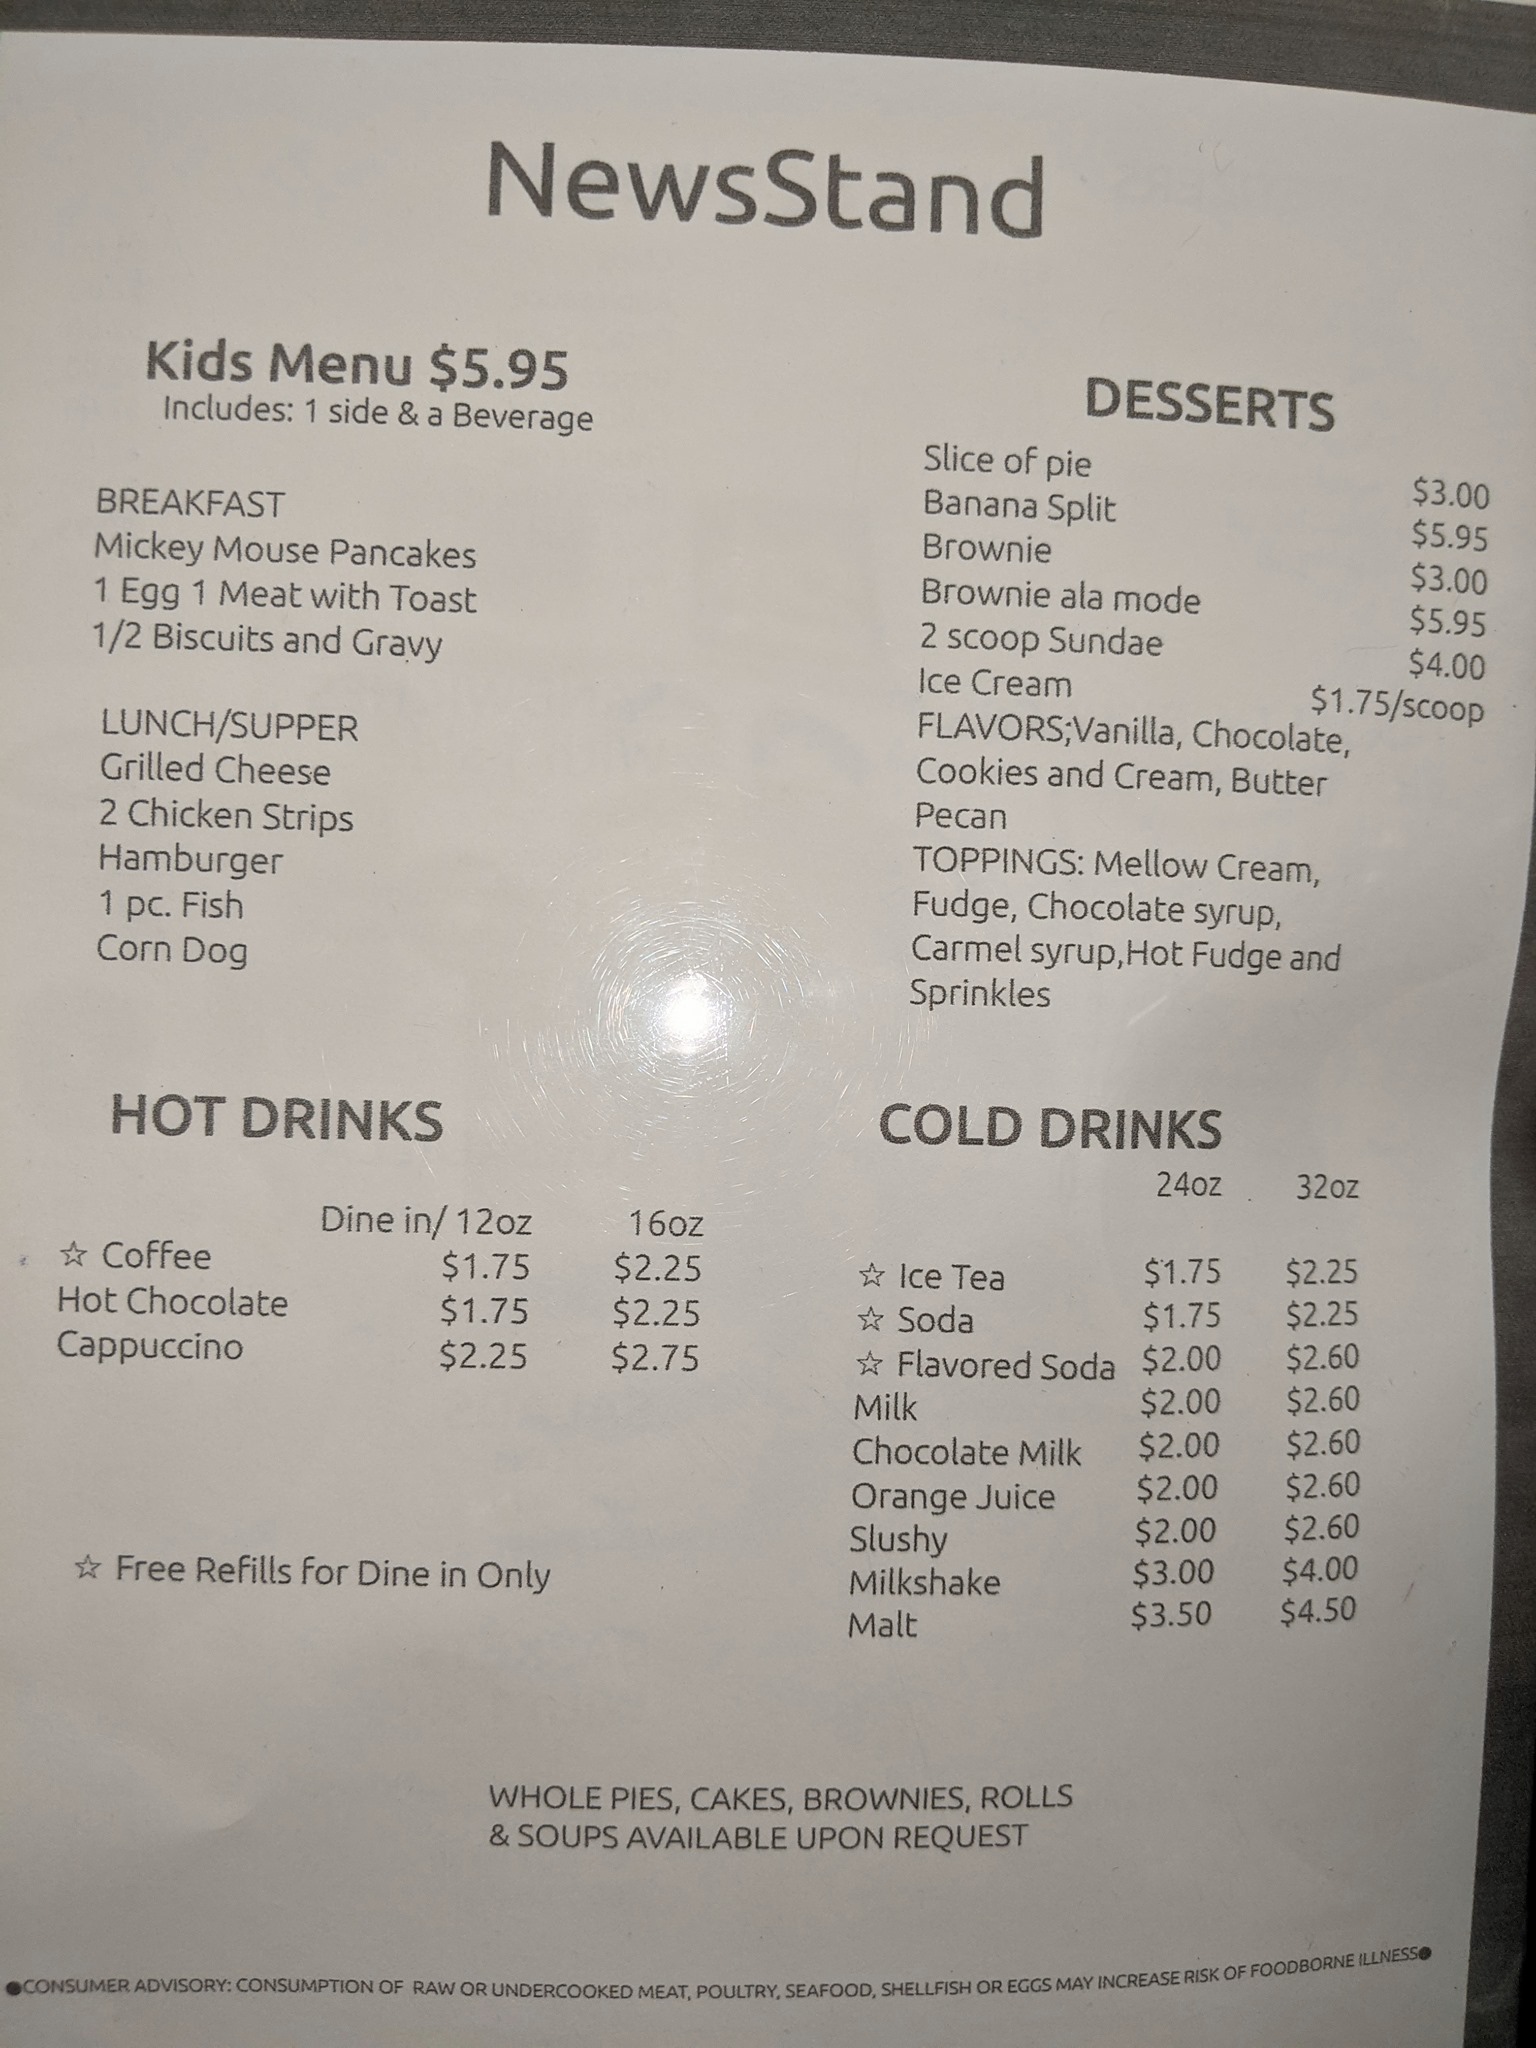 NewsStand
Kids Menu $5.95
Includes: 1 side & a Beverage
BREAKFAST
Mickey Mouse Pancakes
1 Egg 1 Meat with Toast
1/2 Biscuits and Gravy
LUNCH/SUPPER
Grilled Cheese
2 Chicken Strips
Hamburger
1 pc. Fish
Corn Dog
DESSERTS
Slice of pie $3.00
Banana Split $5.95
Brownie $3.00
Brownie ala mode $5.95
2 scoop Sundae $4.00
Ice Cream $1.75/scoop
FLAVORS;Vanilla, Chocolate,
Cookies and Cream, Butter
Pecan
TOPPINGS: Mellow Cream,
Fudge, Chocolate syrup,
Carmel syrup,Hot Fudge and
Sprinkles
HOT DRINKS
Dine in/ 12oz 16oz
☆ Coffee $1.75 $2.25
Hot Chocolate $1.75 $2.25
Cappuccino $2.25 $2.75
☆ Free Refills for Dine in Only
COLD DRINKS
24oz 32oz
☆ Ice Tea $1.75 $2.25
☆ Soda $1.75 $2.25
☆ Flavored Soda $2.00 $2.60
Milk $2.00 $2.60
Chocolate Milk $2.00 $2.60
Orange Juice $2.00 $2.60
Slushy $2.00 $2.60
Milkshake $3.00 $4.00
Malt $3.50 $4.50
WHOLE PIES, CAKES, BROWNIES, ROLLS
& SOUPS AVAILABLE UPON REQUEST
●CONSUMER ADVISORY: CONSUMPTION OF RAW OR UNDERCOOKED MEAT, POULTRY, SEAFOOD, SHELLFISH OR EGGS MAY INCREASE RISK OF FOODBORNE ILLNESS●